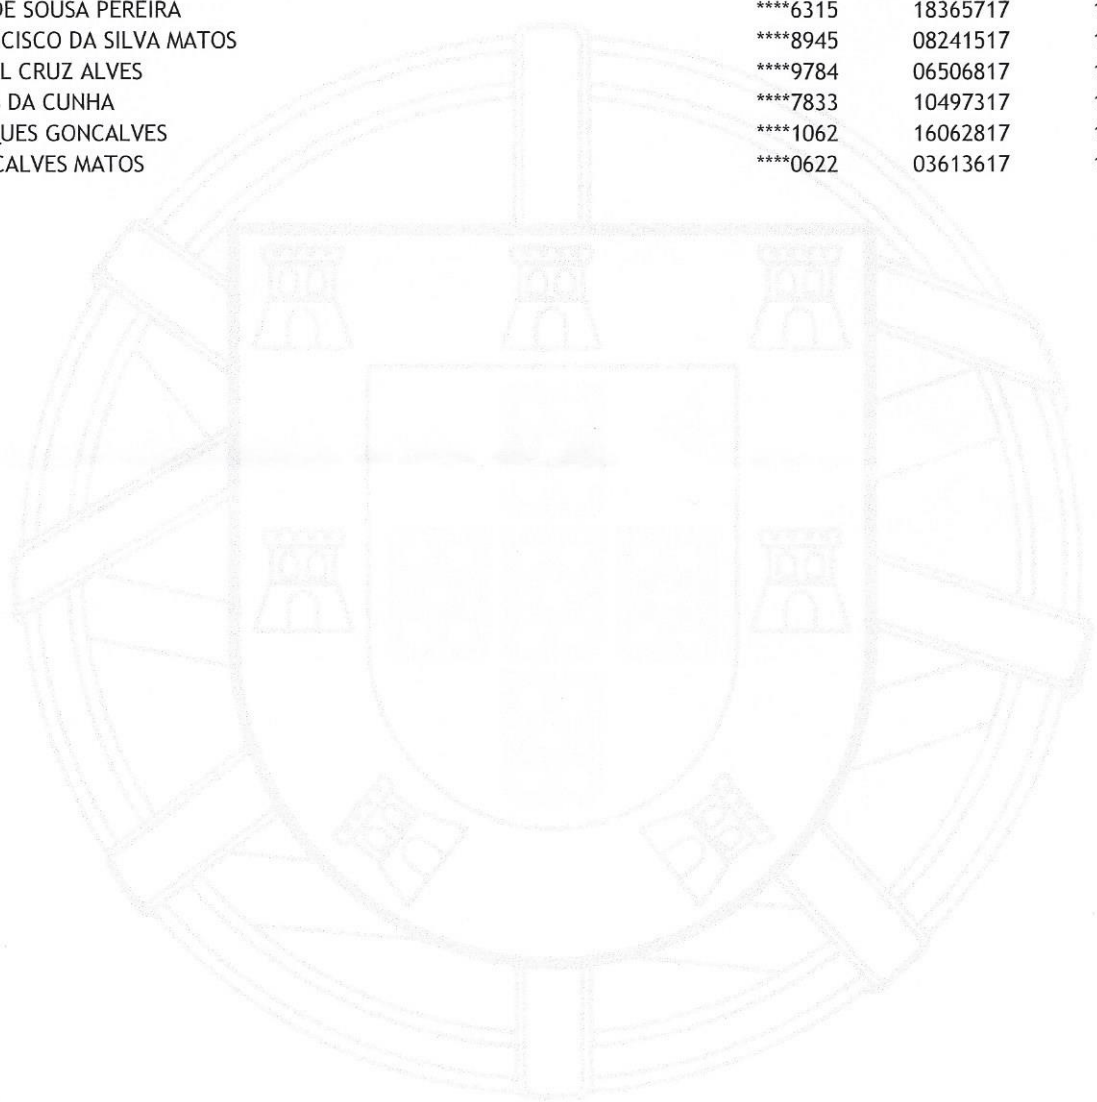 DE SOUSA PEREIRA ****6315 18365717
CISCO DA SILVA MATOS ****8945 08241517
L CRUZ ALVES ****9784 06506817
DA CUNHA ****7833 10497317
QUES GONCALVES ****1062 16062817
CALVES MATOS ****0622 03613617